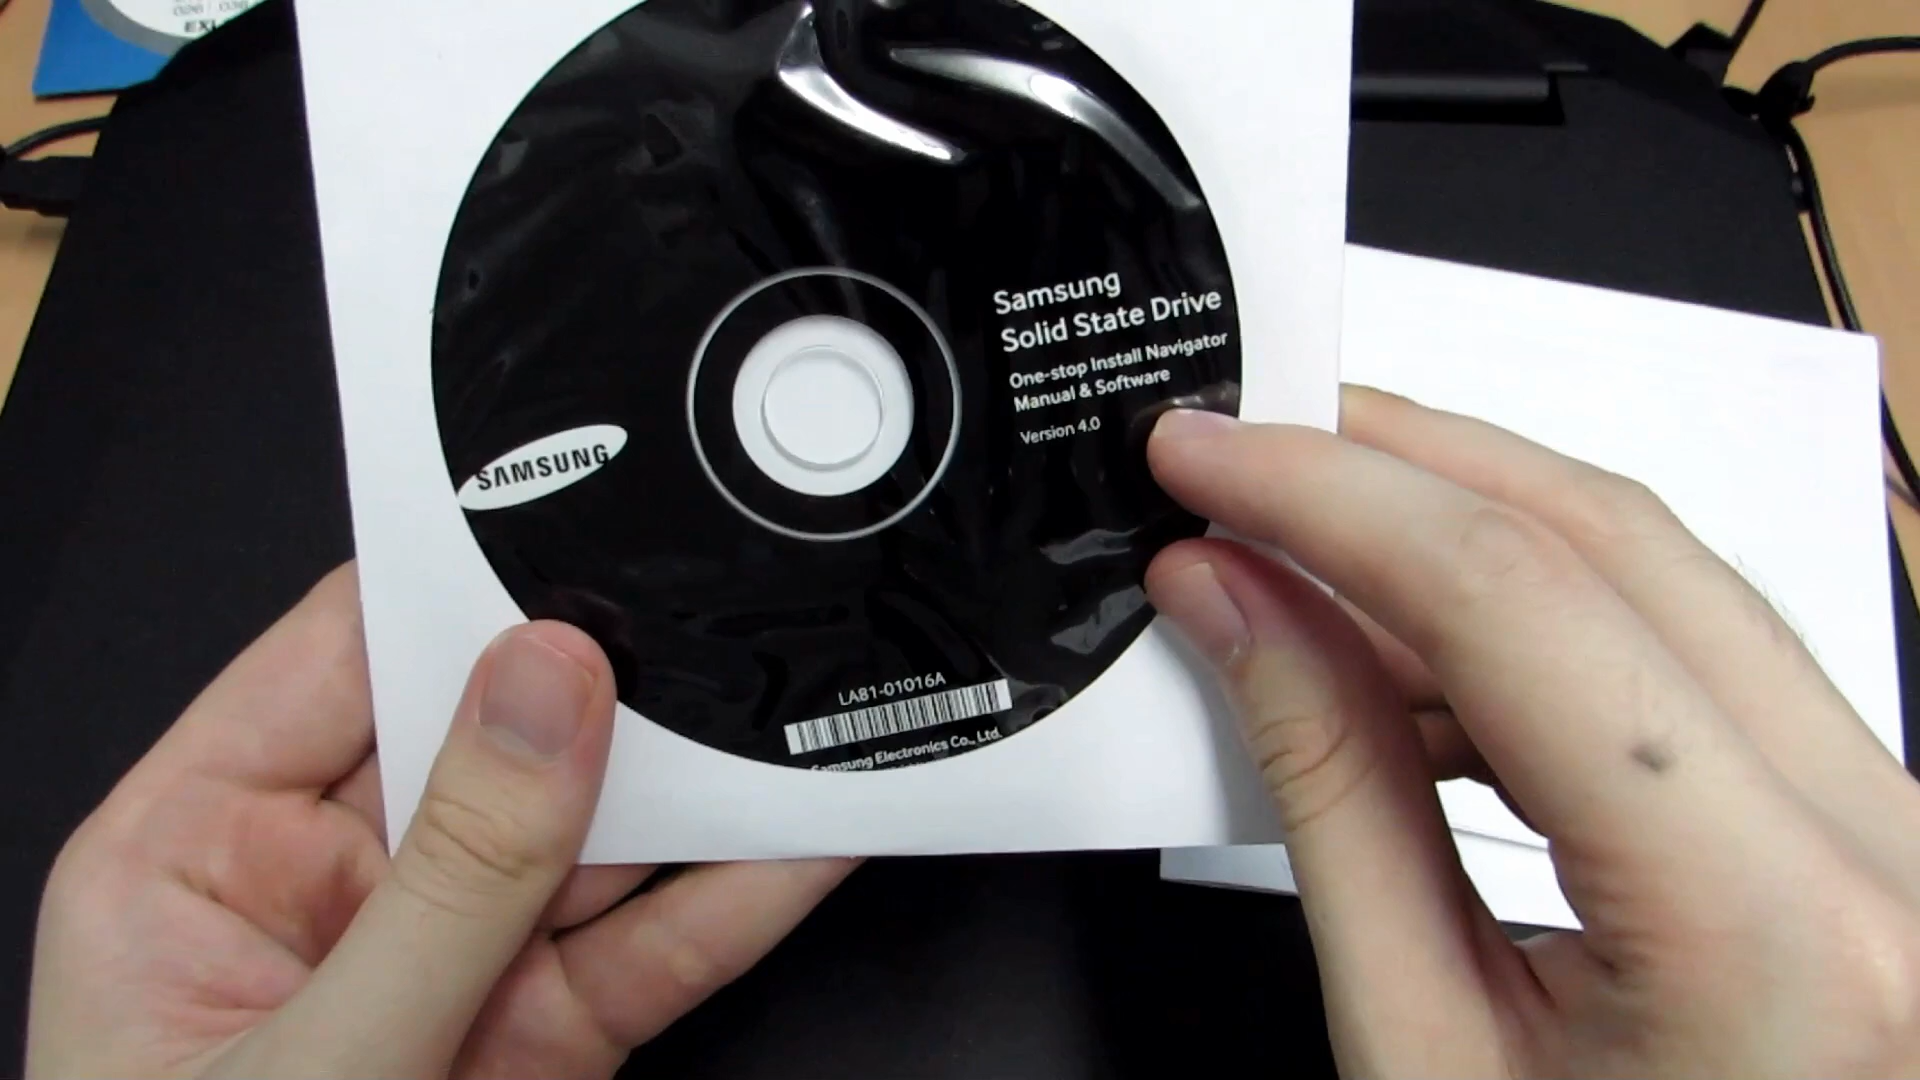 Samsung
Solid State Drive
One-stop Install Navigator
Manual & Software
Version 4.0
SAMSUNG
LA81-01016A
Samsung Electronics Co., Ltd.